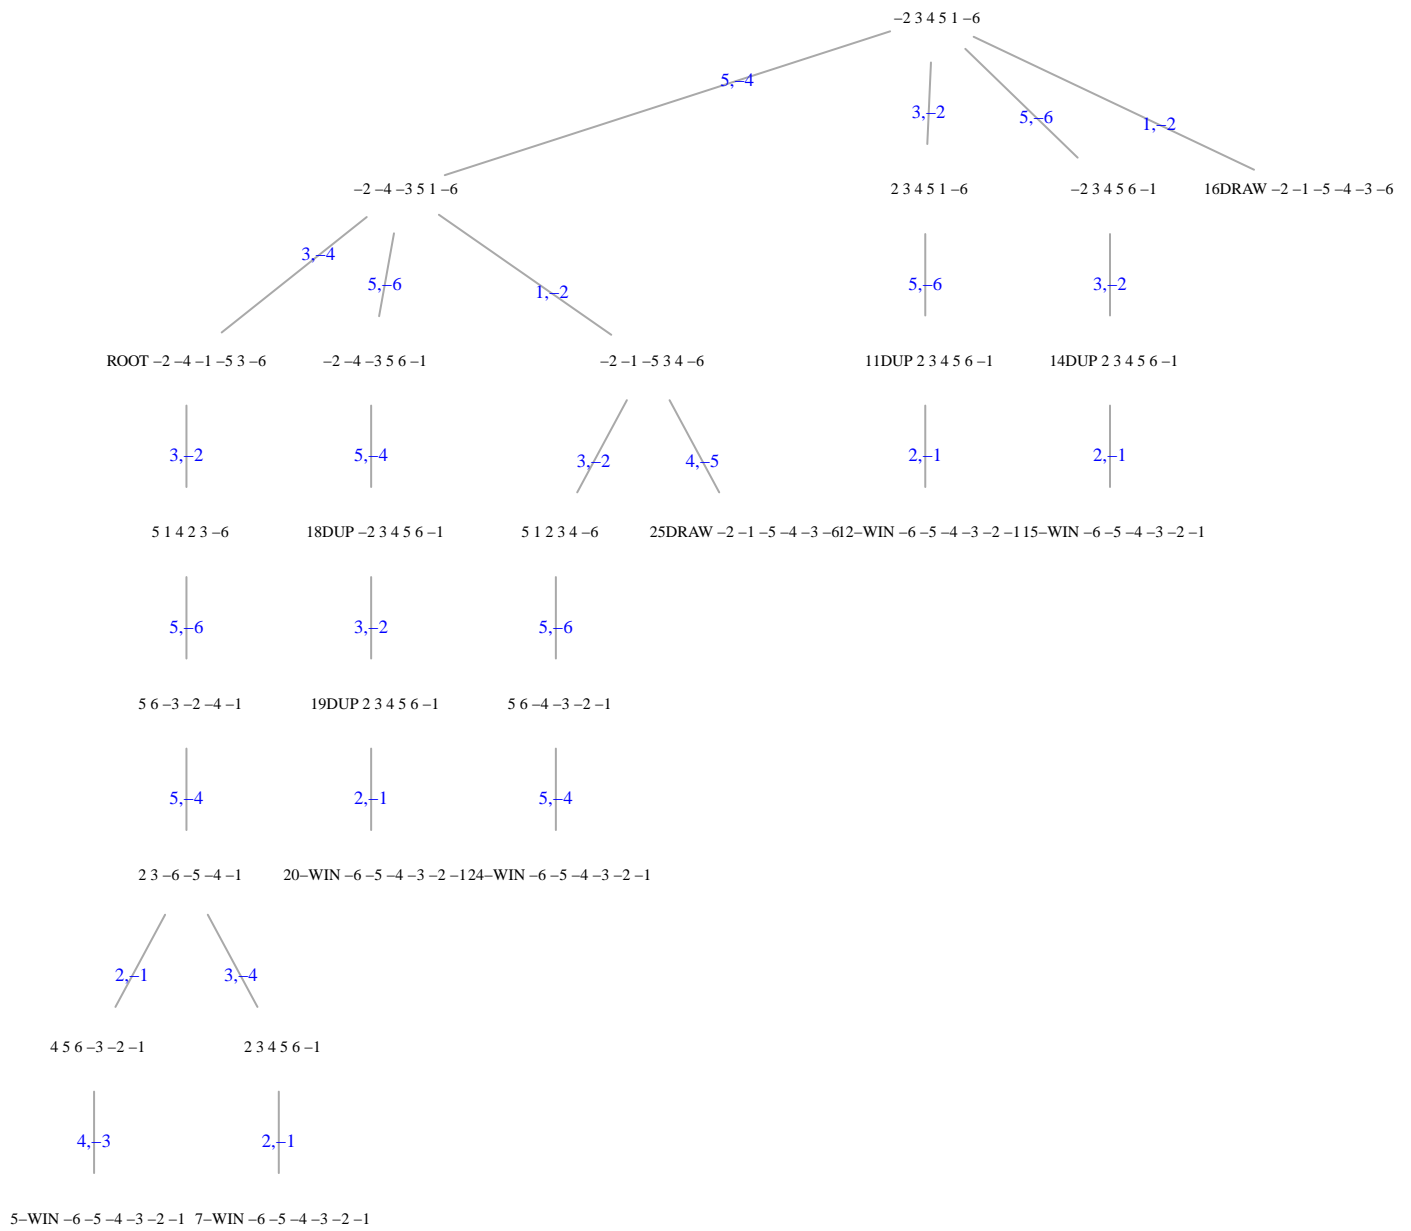 –2 3 4 5 1 –6
5,–4
3,–2
5,–6
1,–2
–2 –4 –3 5 1 –6
2 3 4 5 1 –6
–2 3 4 5 6 –1
16DRAW –2 –1 –5 –4 –3 –6
3,–4
5,–6
1,–2
5,–6
3,–2
ROOT –2 –4 –1 –5 3 –6
–2 –4 –3 5 6 –1
–2 –1 –5 3 4 –6
11DUP 2 3 4 5 6 –1
14DUP 2 3 4 5 6 –1
3,–2
5,–4
3,–2
4,–5
2,–1
2,–1
5 1 4 2 3 –6
18DUP –2 3 4 5 6 –1
5 1 2 3 4 –6
25DRAW –2 –1 –5 –4 –3 –6
12–WIN –6 –5 –4 –3 –2 –1
15–WIN –6 –5 –4 –3 –2 –1
5,–6
3,–2
5,–6
5 6 –3 –2 –4 –1
19DUP 2 3 4 5 6 –1
5 6 –4 –3 –2 –1
5,–4
2,–1
5,–4
2 3 –6 –5 –4 –1
20–WIN –6 –5 –4 –3 –2 –1
24–WIN –6 –5 –4 –3 –2 –1
2,–1
3,–4
4 5 6 –3 –2 –1
2 3 4 5 6 –1
4,–3
2,–1
5–WIN –6 –5 –4 –3 –2 –1
7–WIN –6 –5 –4 –3 –2 –1